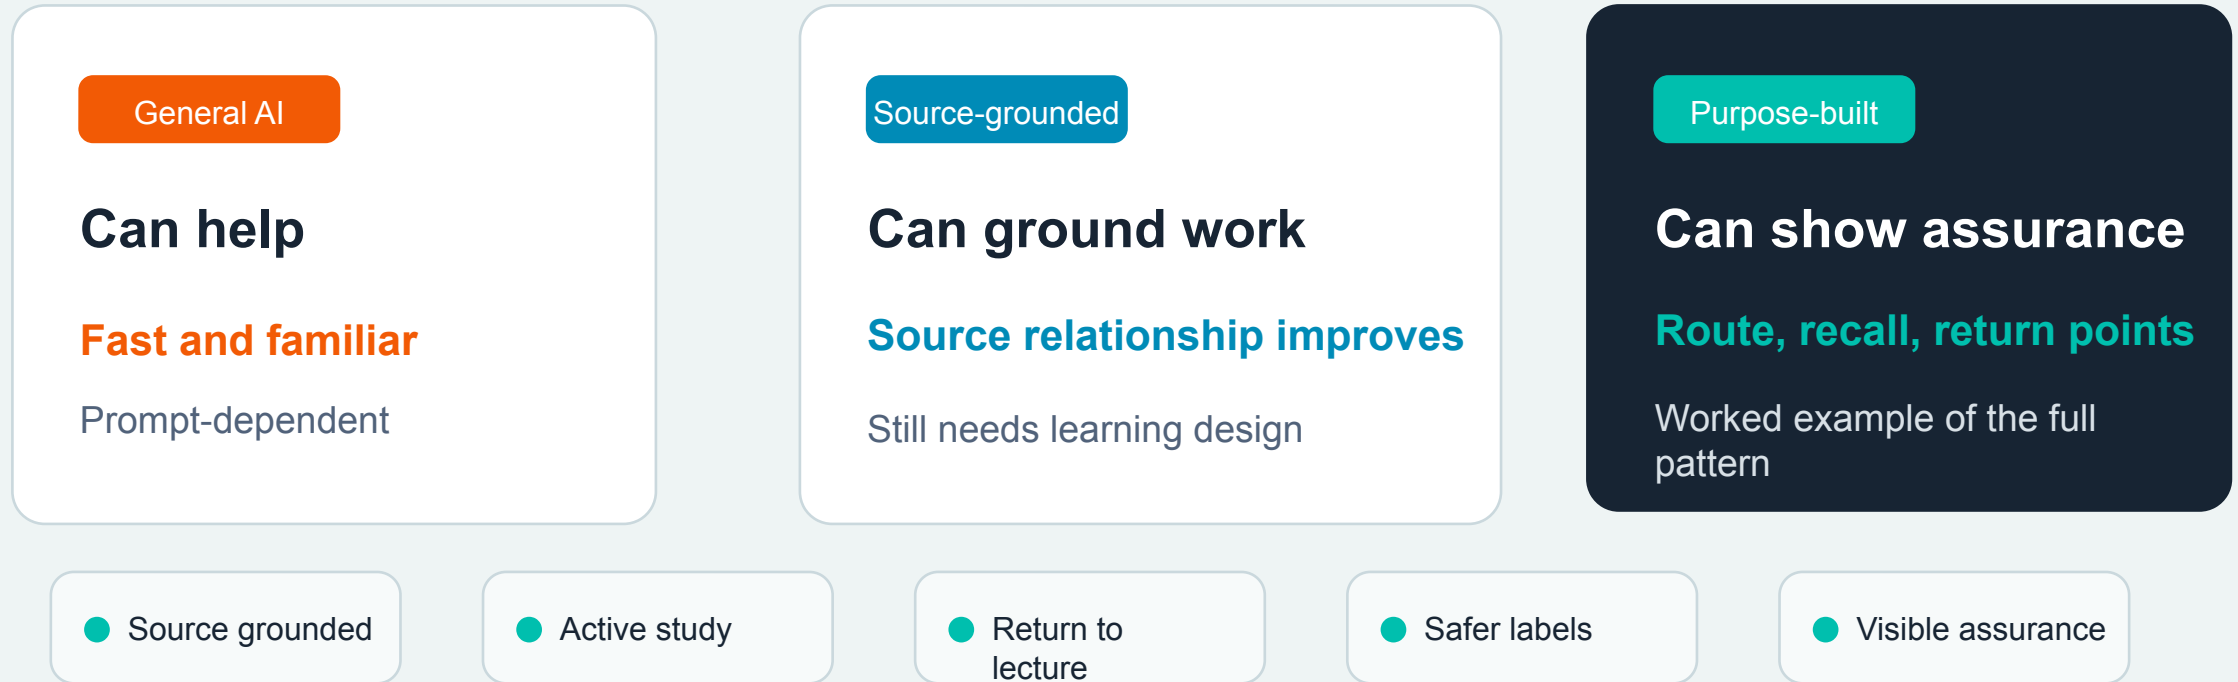 General AI
Can help
Fast and familiar
Prompt-dependent
Source-grounded
Can ground work
Source relationship improves
Still needs learning design
Purpose-built
Can show assurance
Route, recall, return points
Worked example of the full
pattern
Source grounded
Active study
Return to
lecture
Safer labels
Visible assurance